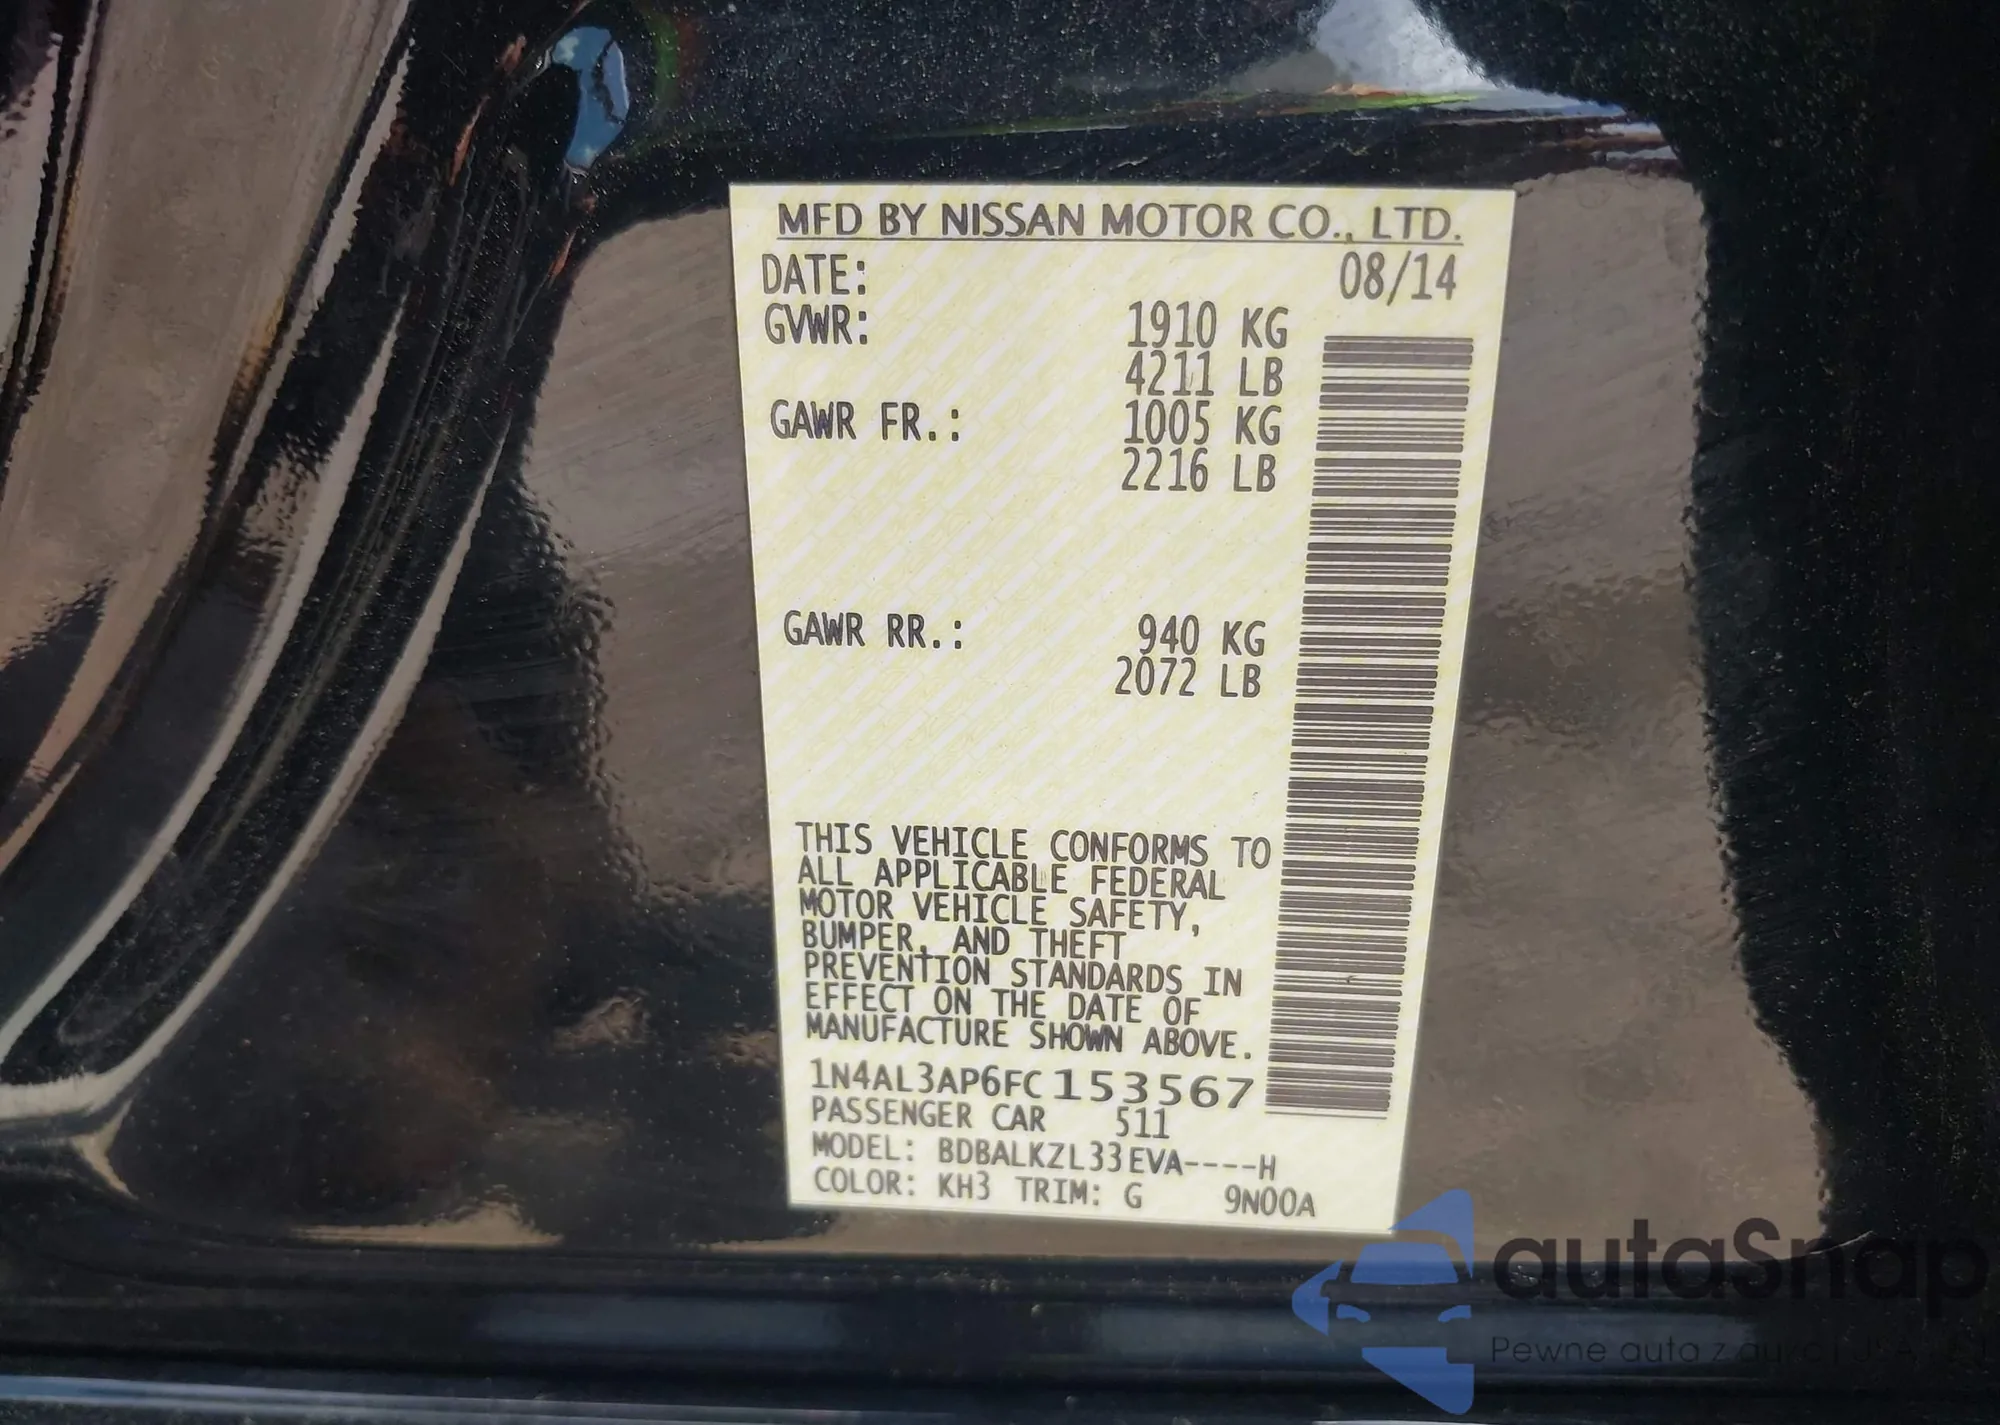 MFD BY NISSAN MOTOR CO., LTD.
DATE: 08/14
GVWR: 1910 KG
4211 LB
GAWR FR.: 1005 KG
2216 LB
GAWR RR.: 940 KG
2072 LB
THIS VEHICLE CONFORMS TO
ALL APPLICABLE FEDERAL
MOTOR VEHICLE SAFETY,
BUMPER, AND THEFT
PREVENTION STANDARDS IN
EFFECT ON THE DATE OF
MANUFACTURE SHOWN ABOVE.
1N4AL3AP6FC153567
PASSENGER CAR 511
MODEL: BDBALKZL33EVA----H
COLOR: KH3 TRIM: G 9N00A
autaSnap
Pewne auta z